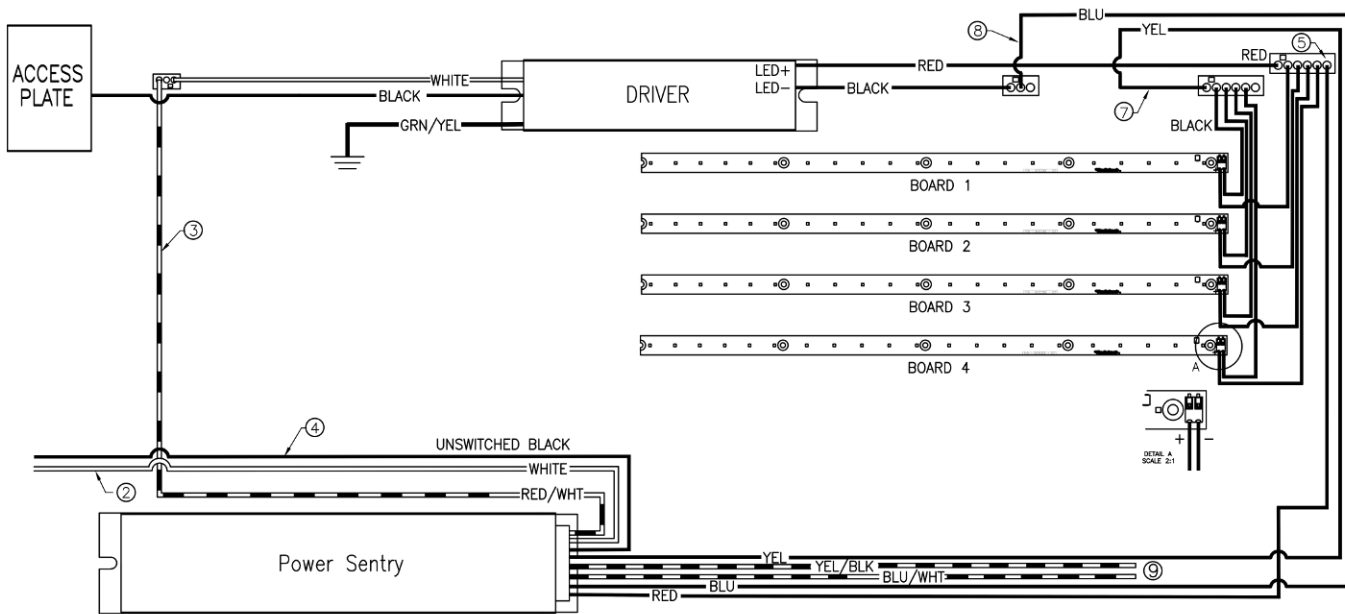 BLU
⑧
YEL
ACCESS
PLATE
WHITE
BLACK
GRN/YEL
DRIVER
LED+
LED-
RED
BLACK
RED
⑤
⑦
BLACK
BOARD 1
BOARD 2
BOARD 3
BOARD 4
A
③
④
UNSWITCHED BLACK
WHITE
②
RED/WHT
+ -
DETAIL A
SCALE 2:1
Power Sentry
YEL
YEL/BLK
⑨
BLU/WHT
BLU
RED